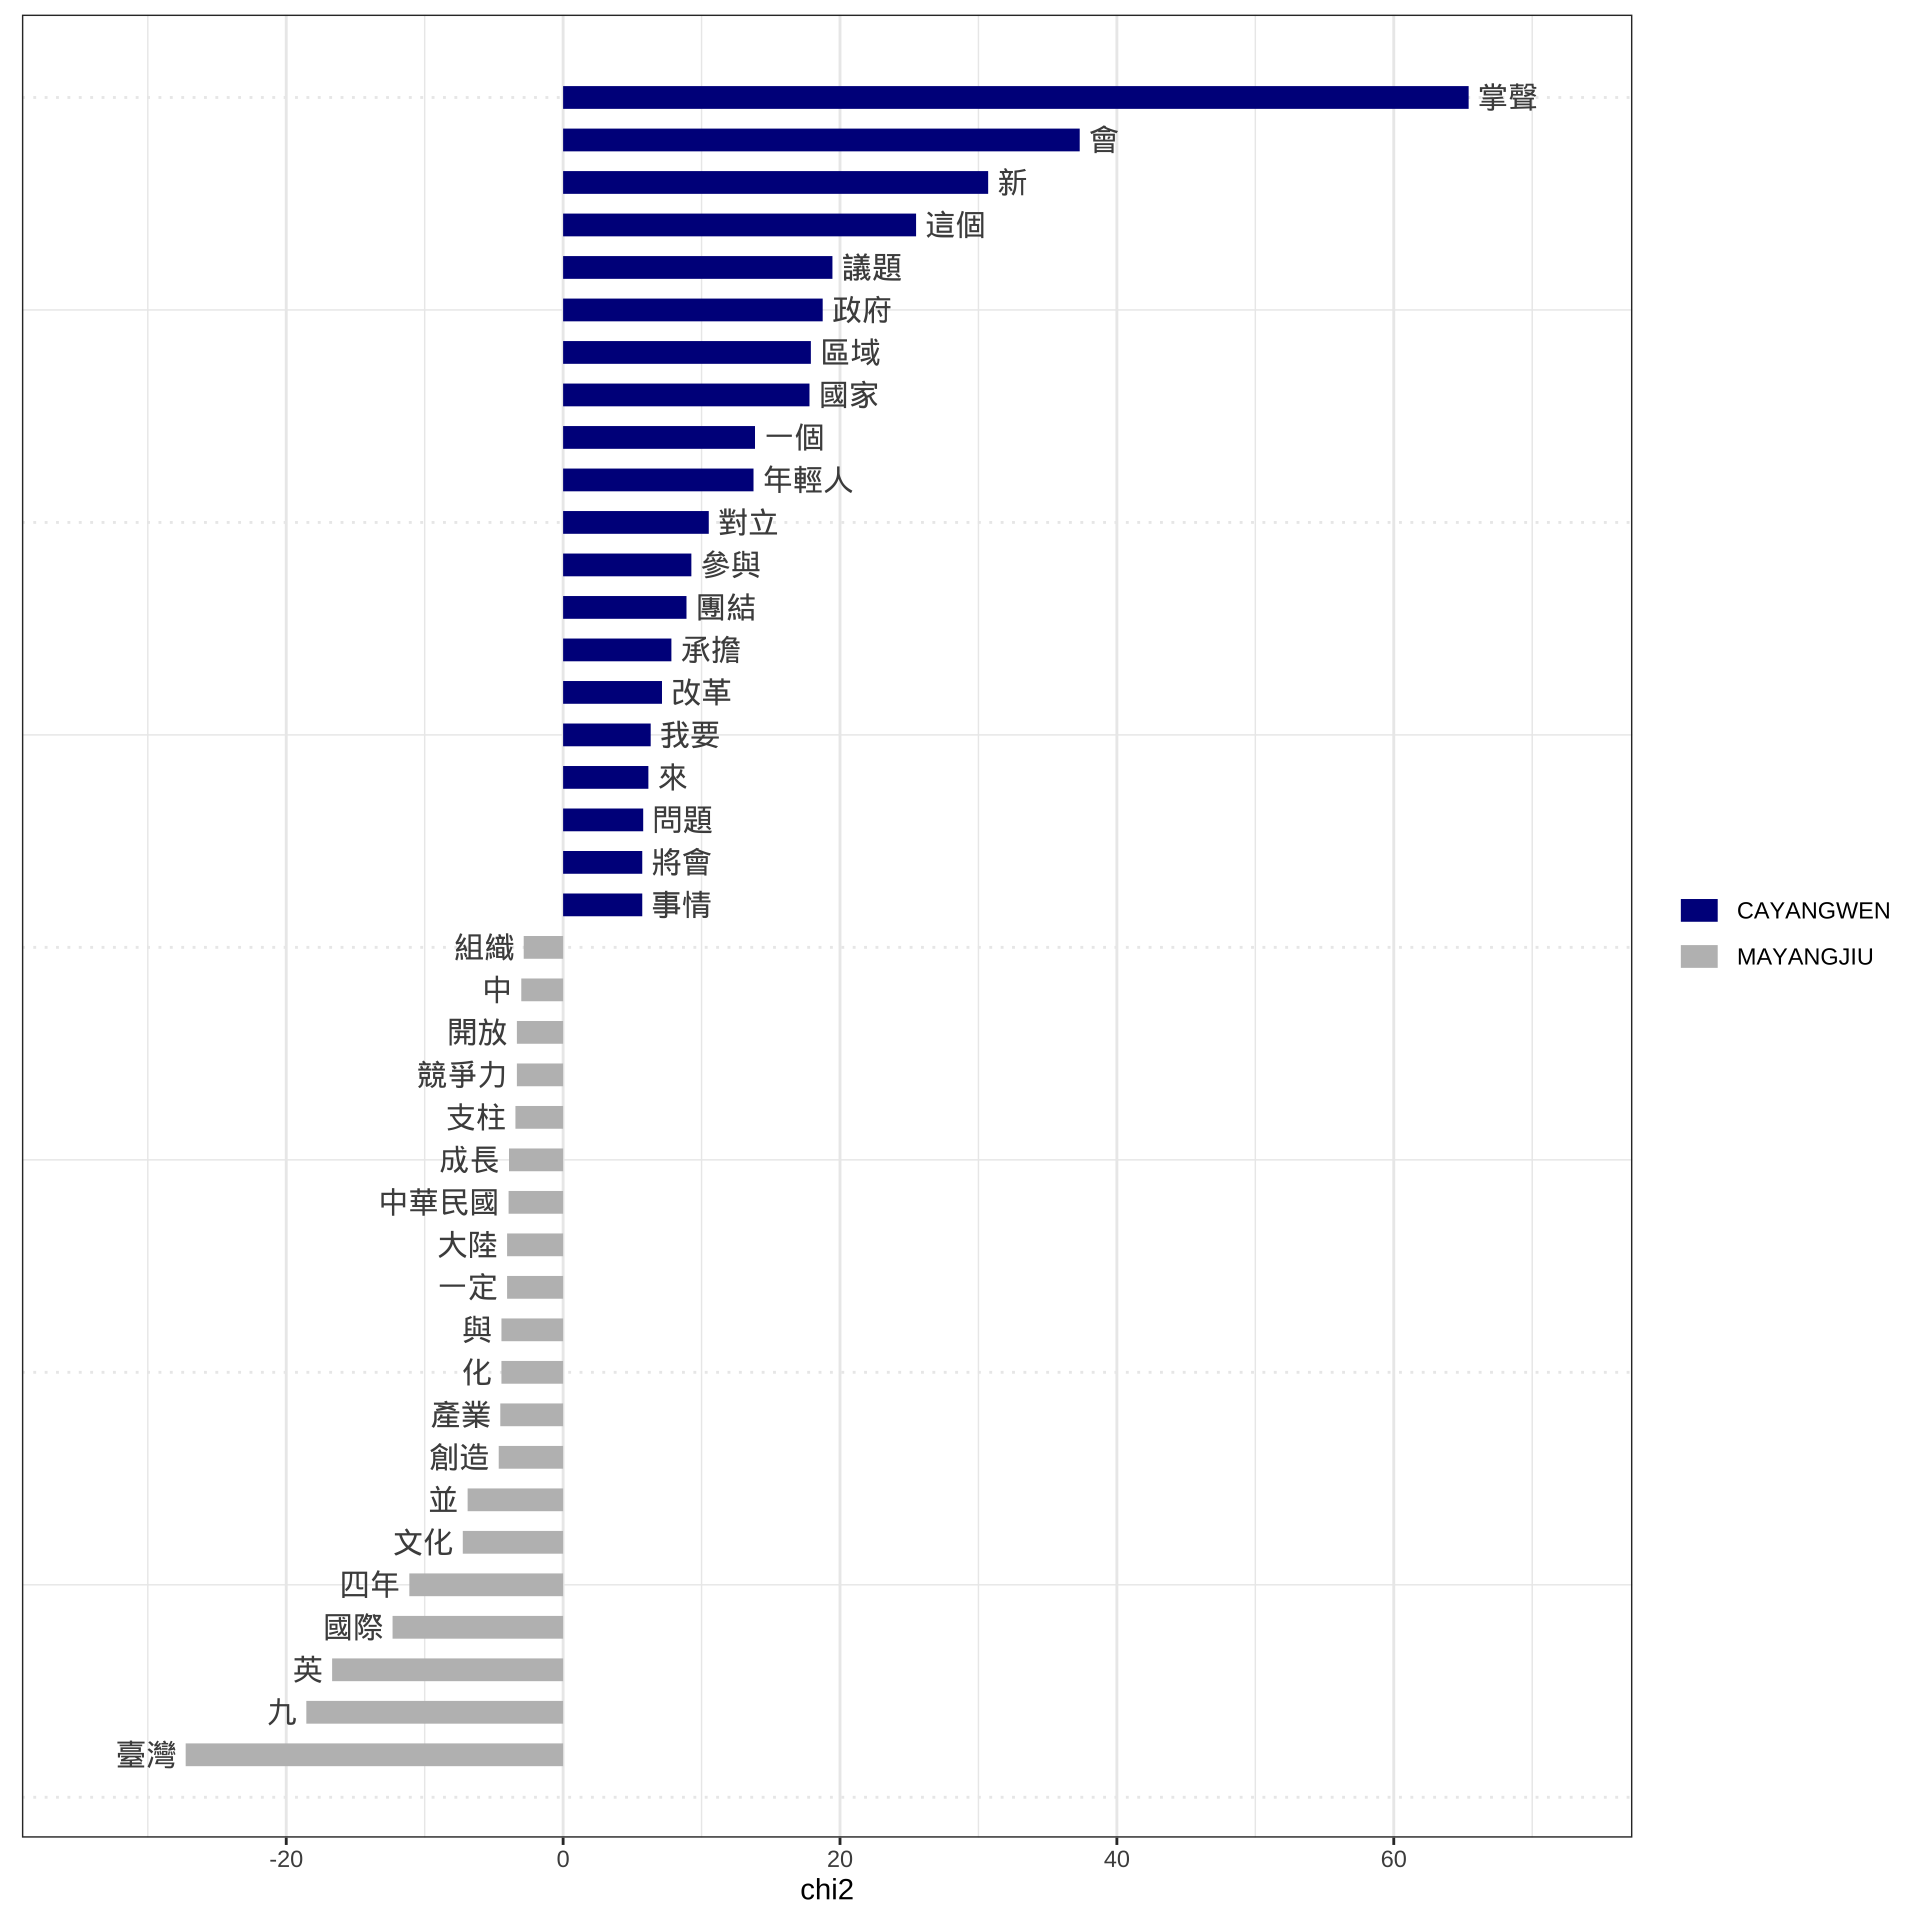 掌聲
會
新
這個
議題
政府
區域
國家
一個
年輕人
對立
參與
團結
承擔
改革
我要
來
問題
將會
事情
組織
中
開放
競爭力
支柱
成長
中華民國
大陸
一定
與
化
產業
創造
並
文化
四年
國際
英
九
臺灣
CAYANGWEN
MAYANGJIU
-20 0 20 40 60
chi2